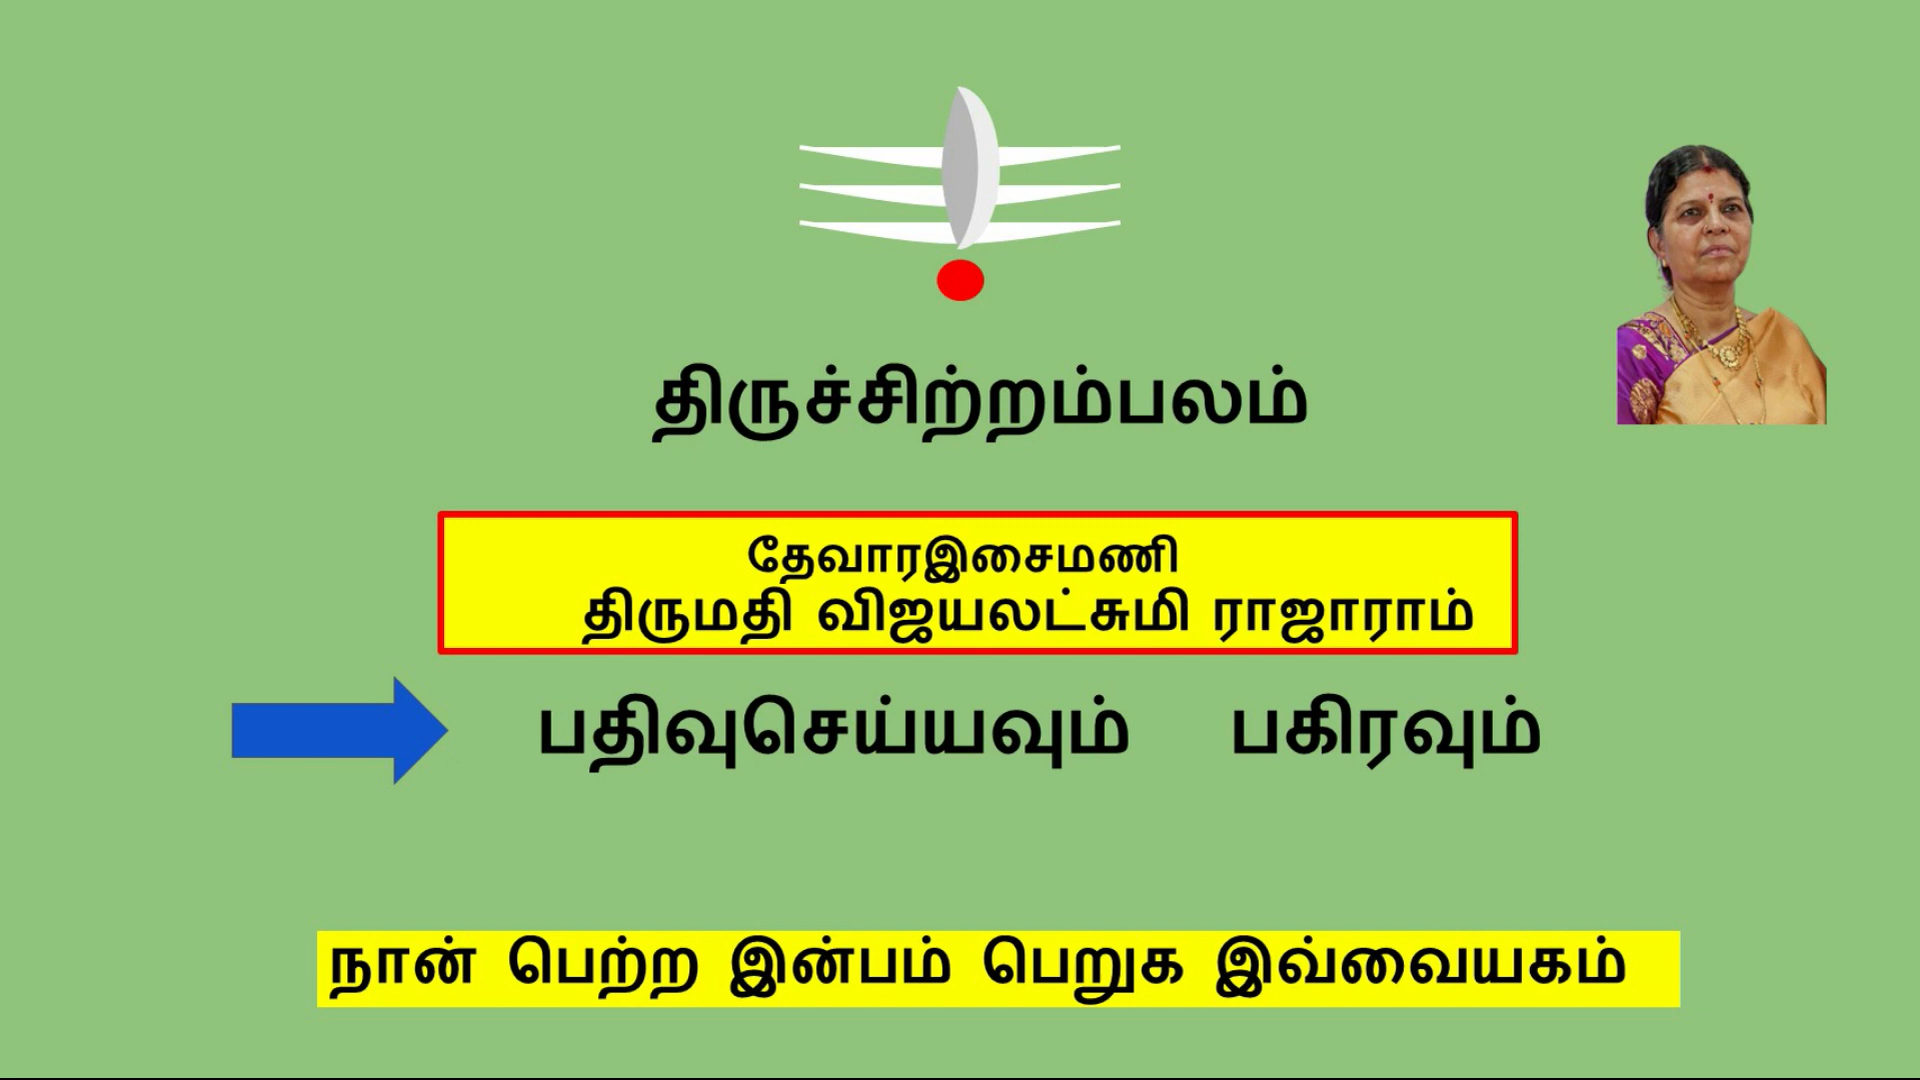 திருச்சிற்றம்பலம்
தேவாரஇசைமணி
திருமதி விஜயலட்சுமி ராஜாராம்
பதிவுசெய்யவும் பகிரவும்
நான் பெற்ற இன்பம் பெறுக இவ்வையகம்